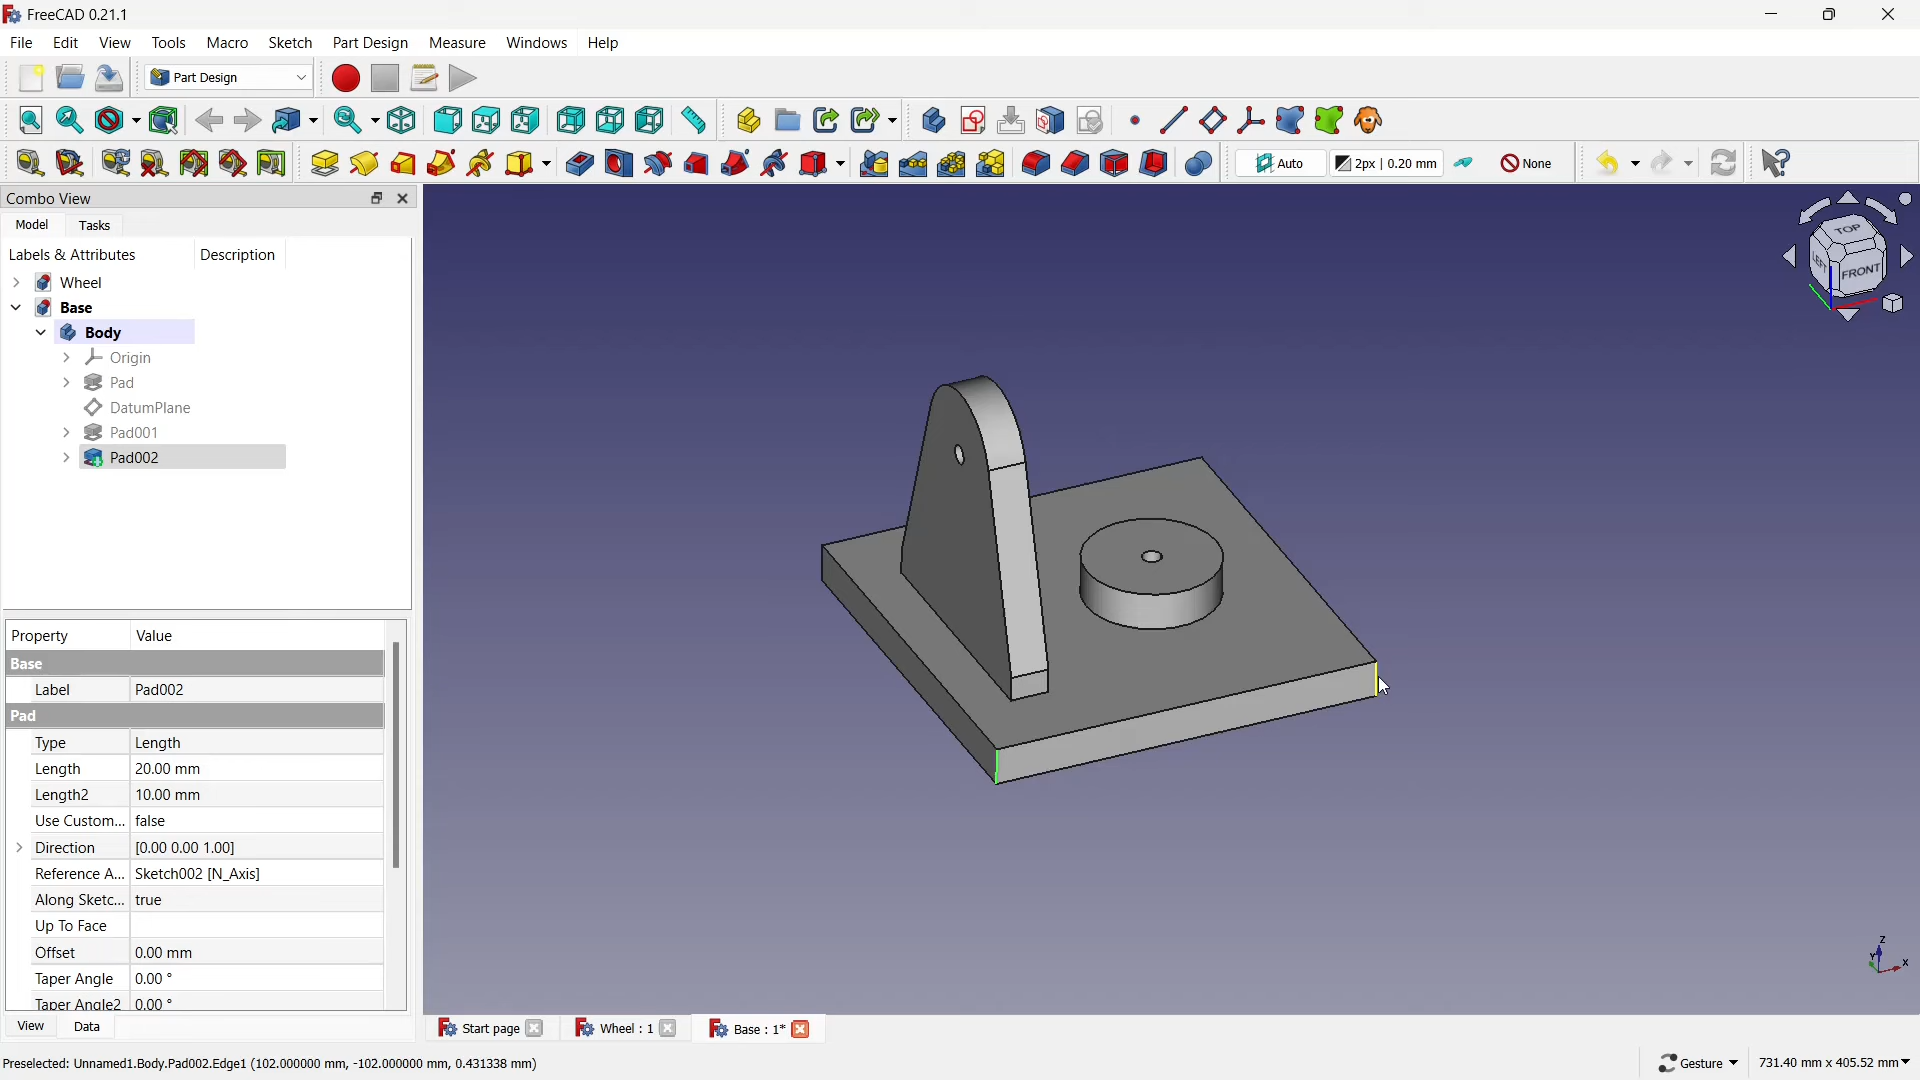 FreeCAD 0.21.1
File Edit View Tools Macro Sketch Part Design Measure Windows Help
Part Design
Auto 2px | 0.20 mm None
Combo View
Model Tasks
Labels & Attributes Description
Wheel
Base
Body
Origin
Pad
DatumPlane
Pad001
Pad002
Property Value
Base
Label Pad002
Pad
Type Length
Length 20.00 mm
Length2 10.00 mm
Use Custom... false
Direction [0.00 0.00 1.00]
Reference A... Sketch002 [N_Axis]
Along Sketc... true
Up To Face
Offset 0.00 mm
Taper Angle 0.00 °
Taper Angle2 0.00 °
View Data
TOP
LEFT FRONT
Z
Y X
Start page Wheel : 1 Base : 1*
Preselected: Unnamed1.Body.Pad002.Edge1 (102.000000 mm, -102.000000 mm, 0.431338 mm)
Gesture 731.40 mm x 405.52 mm